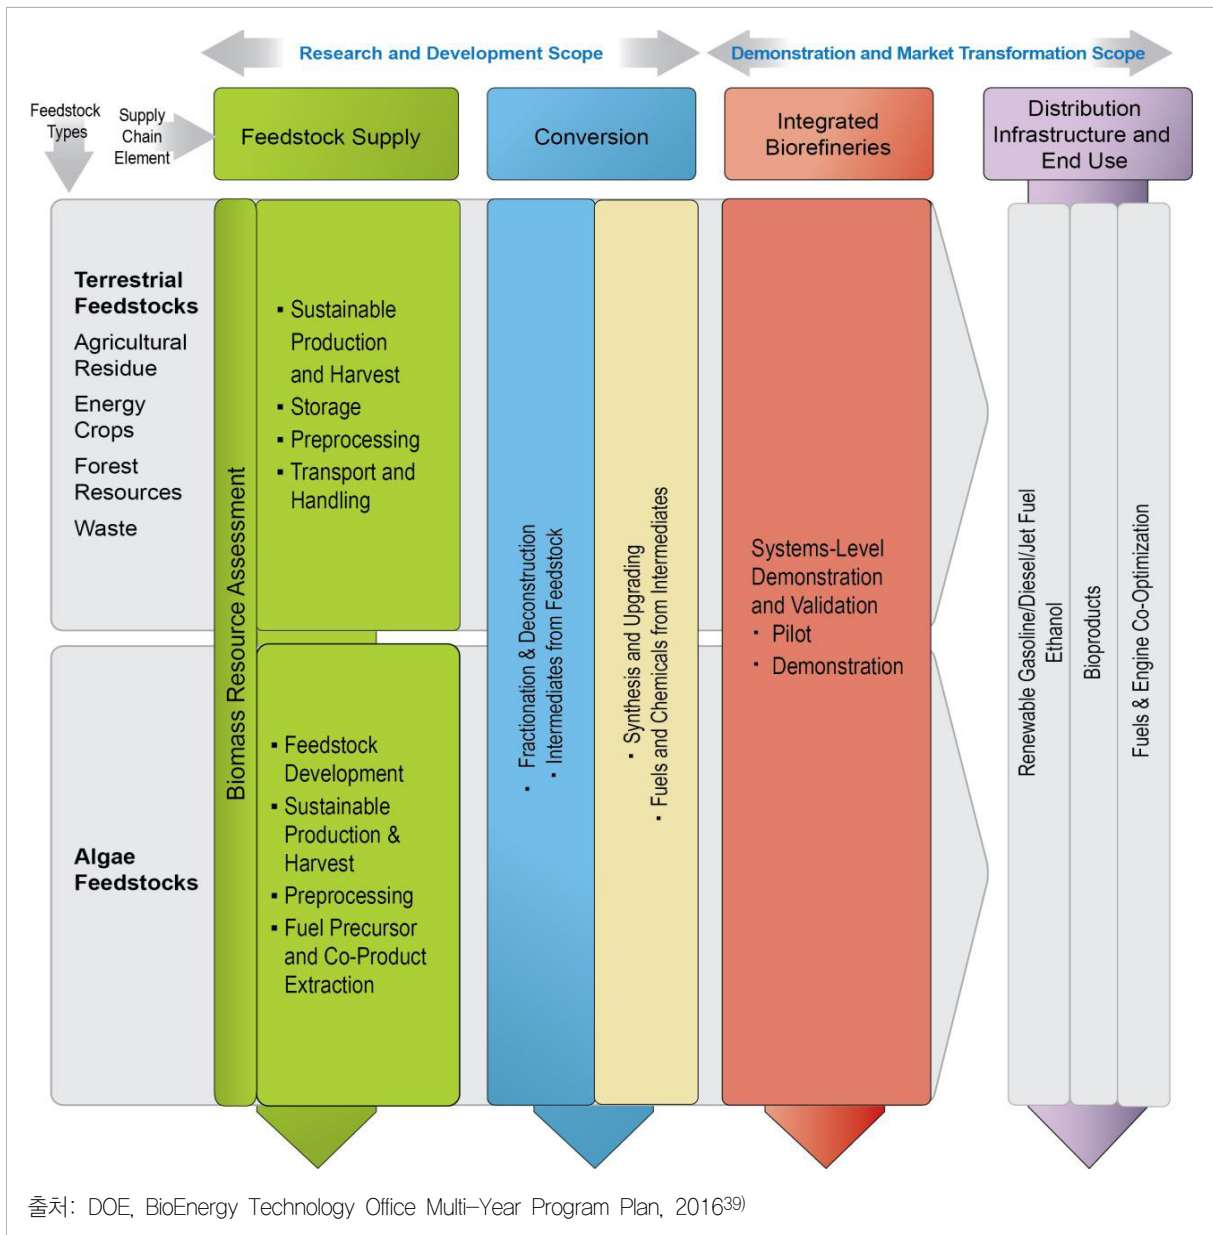 Research and Development Scope
Demonstration and Market Transformation Scope
Feedstock
Types
Supply
Chain
Element
Feedstock Supply
Conversion
Integrated
Biorefineries
Distribution
Infrastructure and
End Use
Terrestrial
Feedstocks
Agricultural
Residue
Energy
Crops
Forest
Resources
Waste
Algae
Feedstocks
Biomass Resource Assessment
▪ Sustainable
Production
and Harvest
▪ Storage
▪ Preprocessing
▪ Transport and
Handling
▪ Feedstock
Development
▪ Sustainable
Production &
Harvest
▪ Preprocessing
▪ Fuel Precursor
and Co-Product
Extraction
▪ Fractionation & Deconstruction
▪ Intermediates from Feedstock
▪ Synthesis and Upgrading
▪ Fuels and Chemicals from Intermediates
Systems-Level
Demonstration
and Validation
▪ Pilot
▪ Demonstration
Renewable Gasoline/Diesel/Jet Fuel
Ethanol
Bioproducts
Fuels & Engine Co-Optimization
출처: DOE, BioEnergy Technology Office Multi-Year Program Plan, 2016³⁹⁾